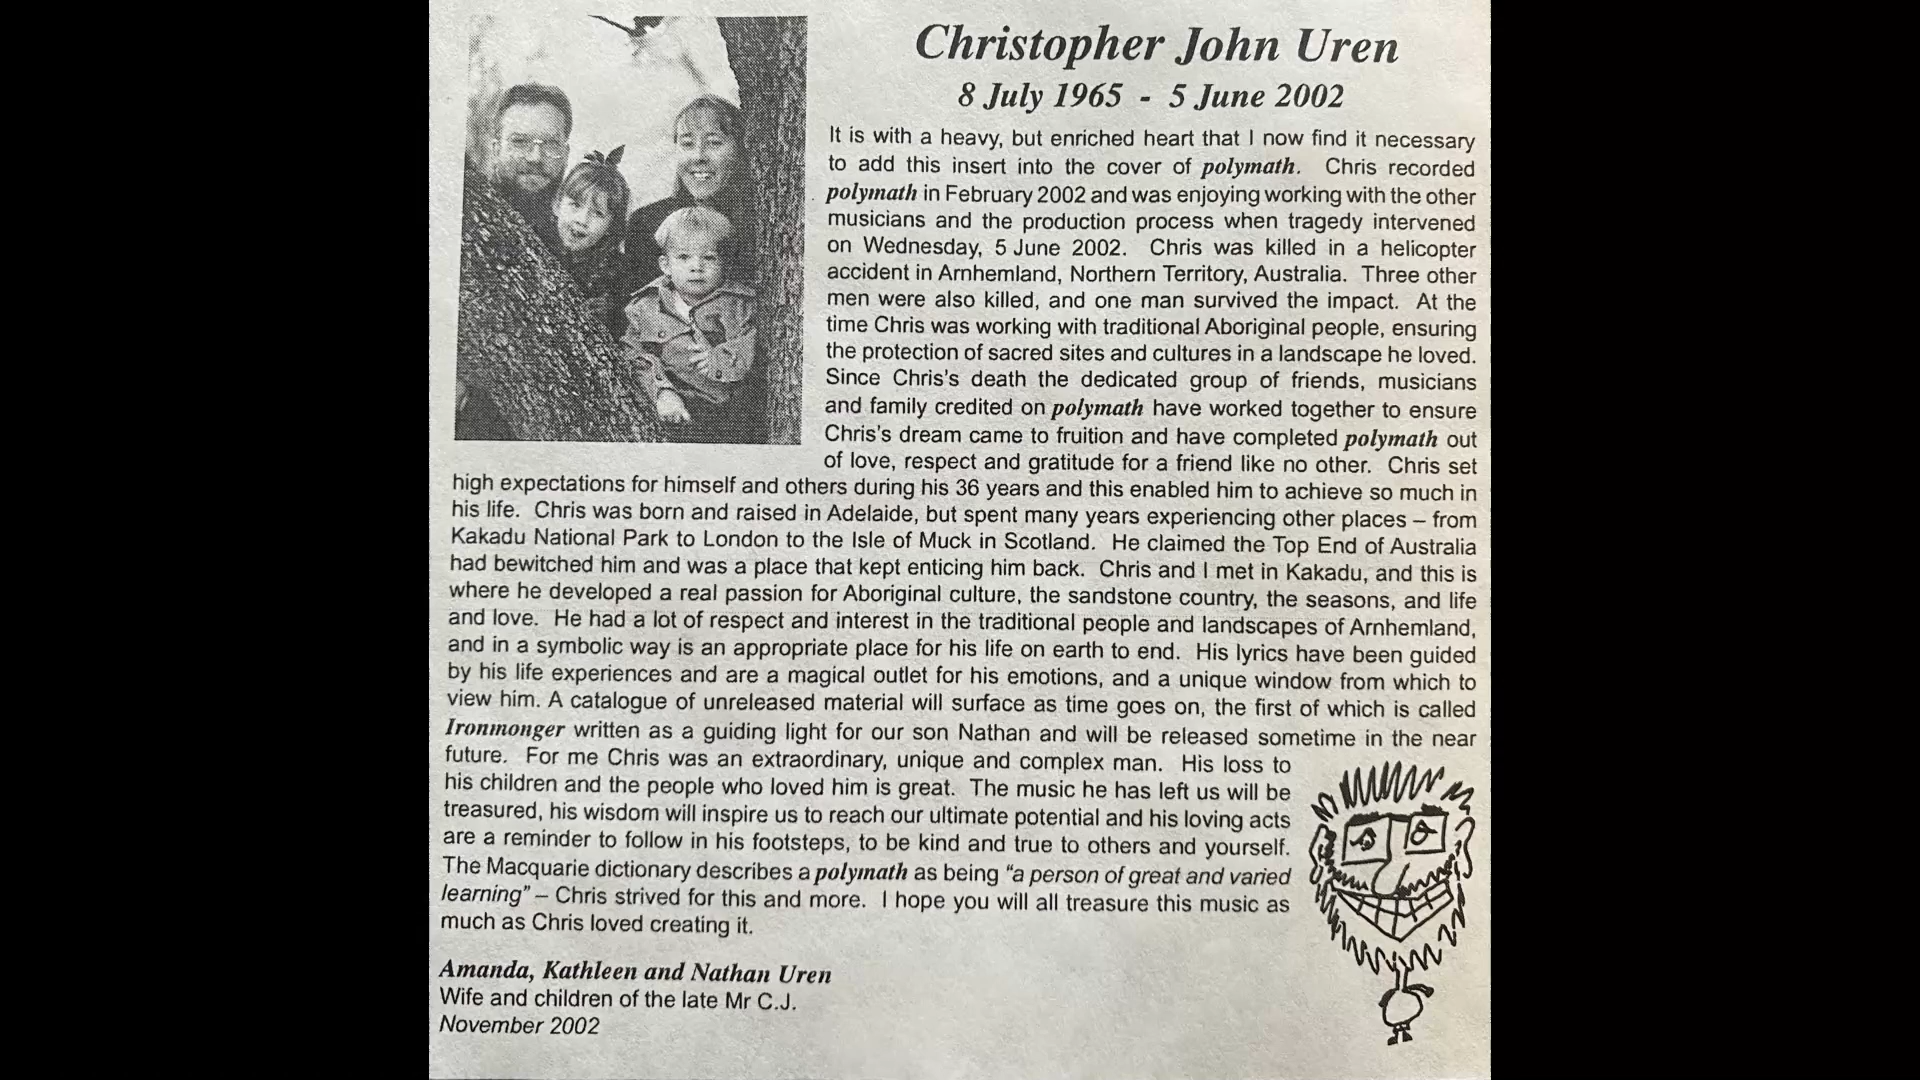 Christopher John Uren
8 July 1965 - 5 June 2002
It is with a heavy, but enriched heart that I now find it necessary
to add this insert into the cover of polymath. Chris recorded
polymath in February 2002 and was enjoying working with the other
musicians and the production process when tragedy intervened
on Wednesday, 5 June 2002. Chris was killed in a helicopter
accident in Arnhemland, Northern Territory, Australia. Three other
men were also killed, and one man survived the impact. At the
time Chris was working with traditional Aboriginal people, ensuring
the protection of sacred sites and cultures in a landscape he loved.
Since Chris's death the dedicated group of friends, musicians
and family credited on polymath have worked together to ensure
Chris's dream came to fruition and have completed polymath out
of love, respect and gratitude for a friend like no other. Chris set
high expectations for himself and others during his 36 years and this enabled him to achieve so much in
his life. Chris was born and raised in Adelaide, but spent many years experiencing other places – from
Kakadu National Park to London to the Isle of Muck in Scotland. He claimed the Top End of Australia
had bewitched him and was a place that kept enticing him back. Chris and I met in Kakadu, and this is
where he developed a real passion for Aboriginal culture, the sandstone country, the seasons, and life
and love. He had a lot of respect and interest in the traditional people and landscapes of Arnhemland,
and in a symbolic way is an appropriate place for his life on earth to end. His lyrics have been guided
by his life experiences and are a magical outlet for his emotions, and a unique window from which to
view him. A catalogue of unreleased material will surface as time goes on, the first of which is called
Ironmonger written as a guiding light for our son Nathan and will be released sometime in the near
future. For me Chris was an extraordinary, unique and complex man. His loss to
his children and the people who loved him is great. The music he has left us will be
treasured, his wisdom will inspire us to reach our ultimate potential and his loving acts
are a reminder to follow in his footsteps, to be kind and true to others and yourself.
The Macquarie dictionary describes a polymath as being "a person of great and varied
learning" – Chris strived for this and more. I hope you will all treasure this music as
much as Chris loved creating it.
Amanda, Kathleen and Nathan Uren
Wife and children of the late Mr C.J.
November 2002